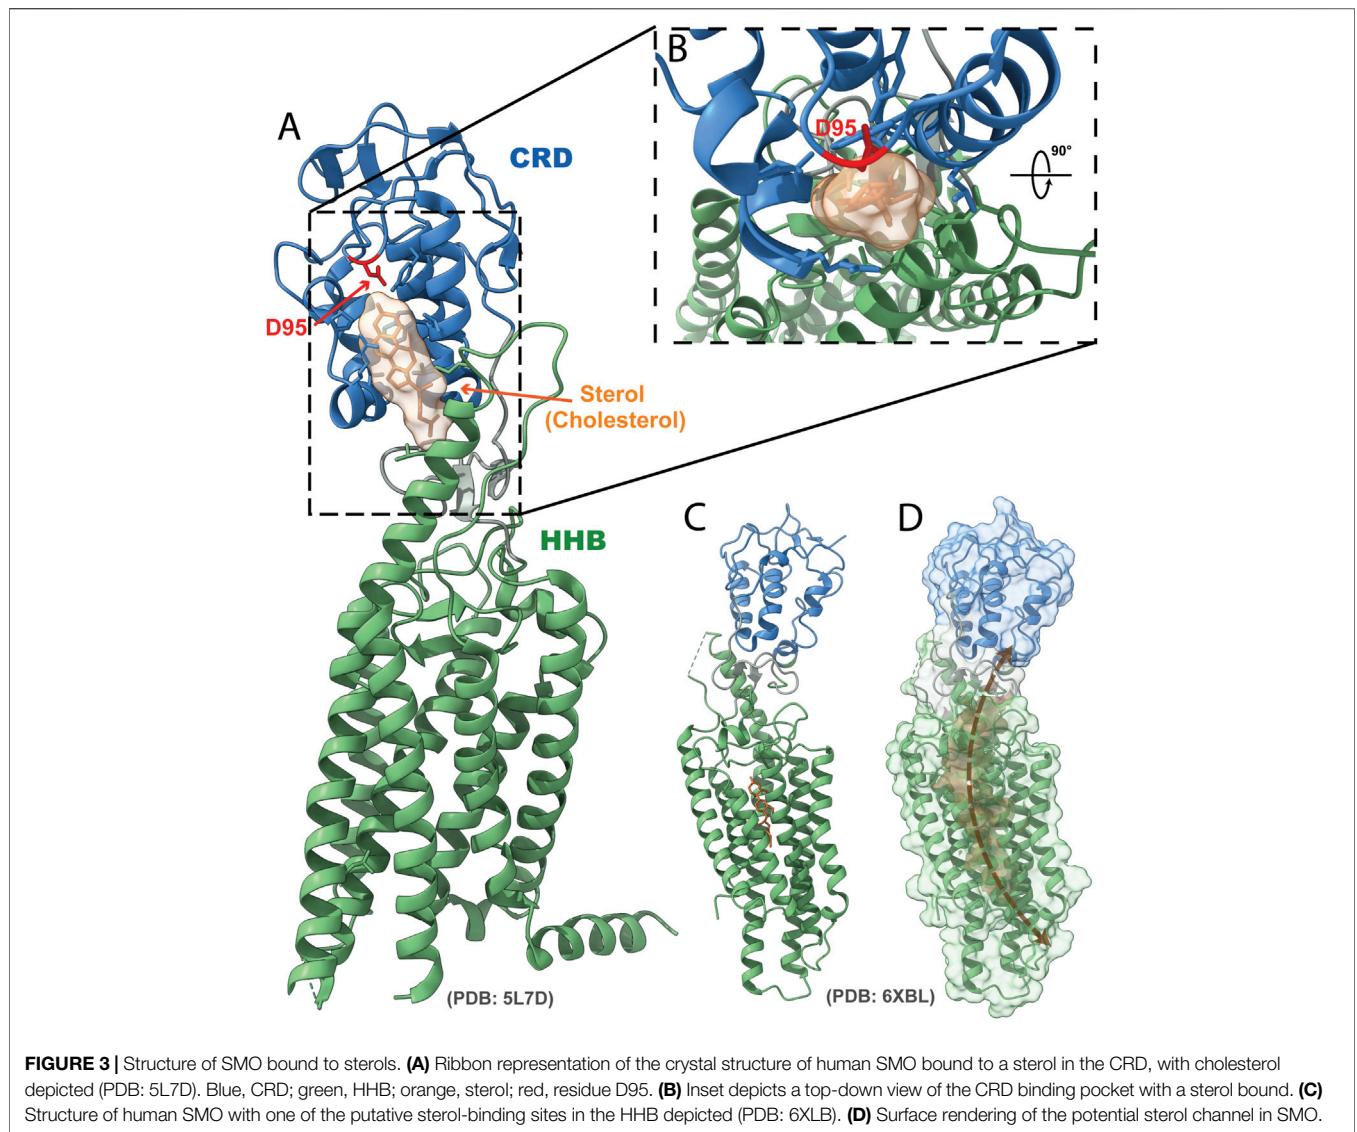 A
CRD
D95
Sterol
(Cholesterol)
HHB
(PDB: 5L7D)
B
D95
90°
C
D
(PDB: 6XBL)
FIGURE 3 | Structure of SMO bound to sterols. (A) Ribbon representation of the crystal structure of human SMO bound to a sterol in the CRD, with cholesterol
depicted (PDB: 5L7D). Blue, CRD; green, HHB; orange, sterol; red, residue D95. (B) Inset depicts a top-down view of the CRD binding pocket with a sterol bound. (C)
Structure of human SMO with one of the putative sterol-binding sites in the HHB depicted (PDB: 6XLB). (D) Surface rendering of the potential sterol channel in SMO.